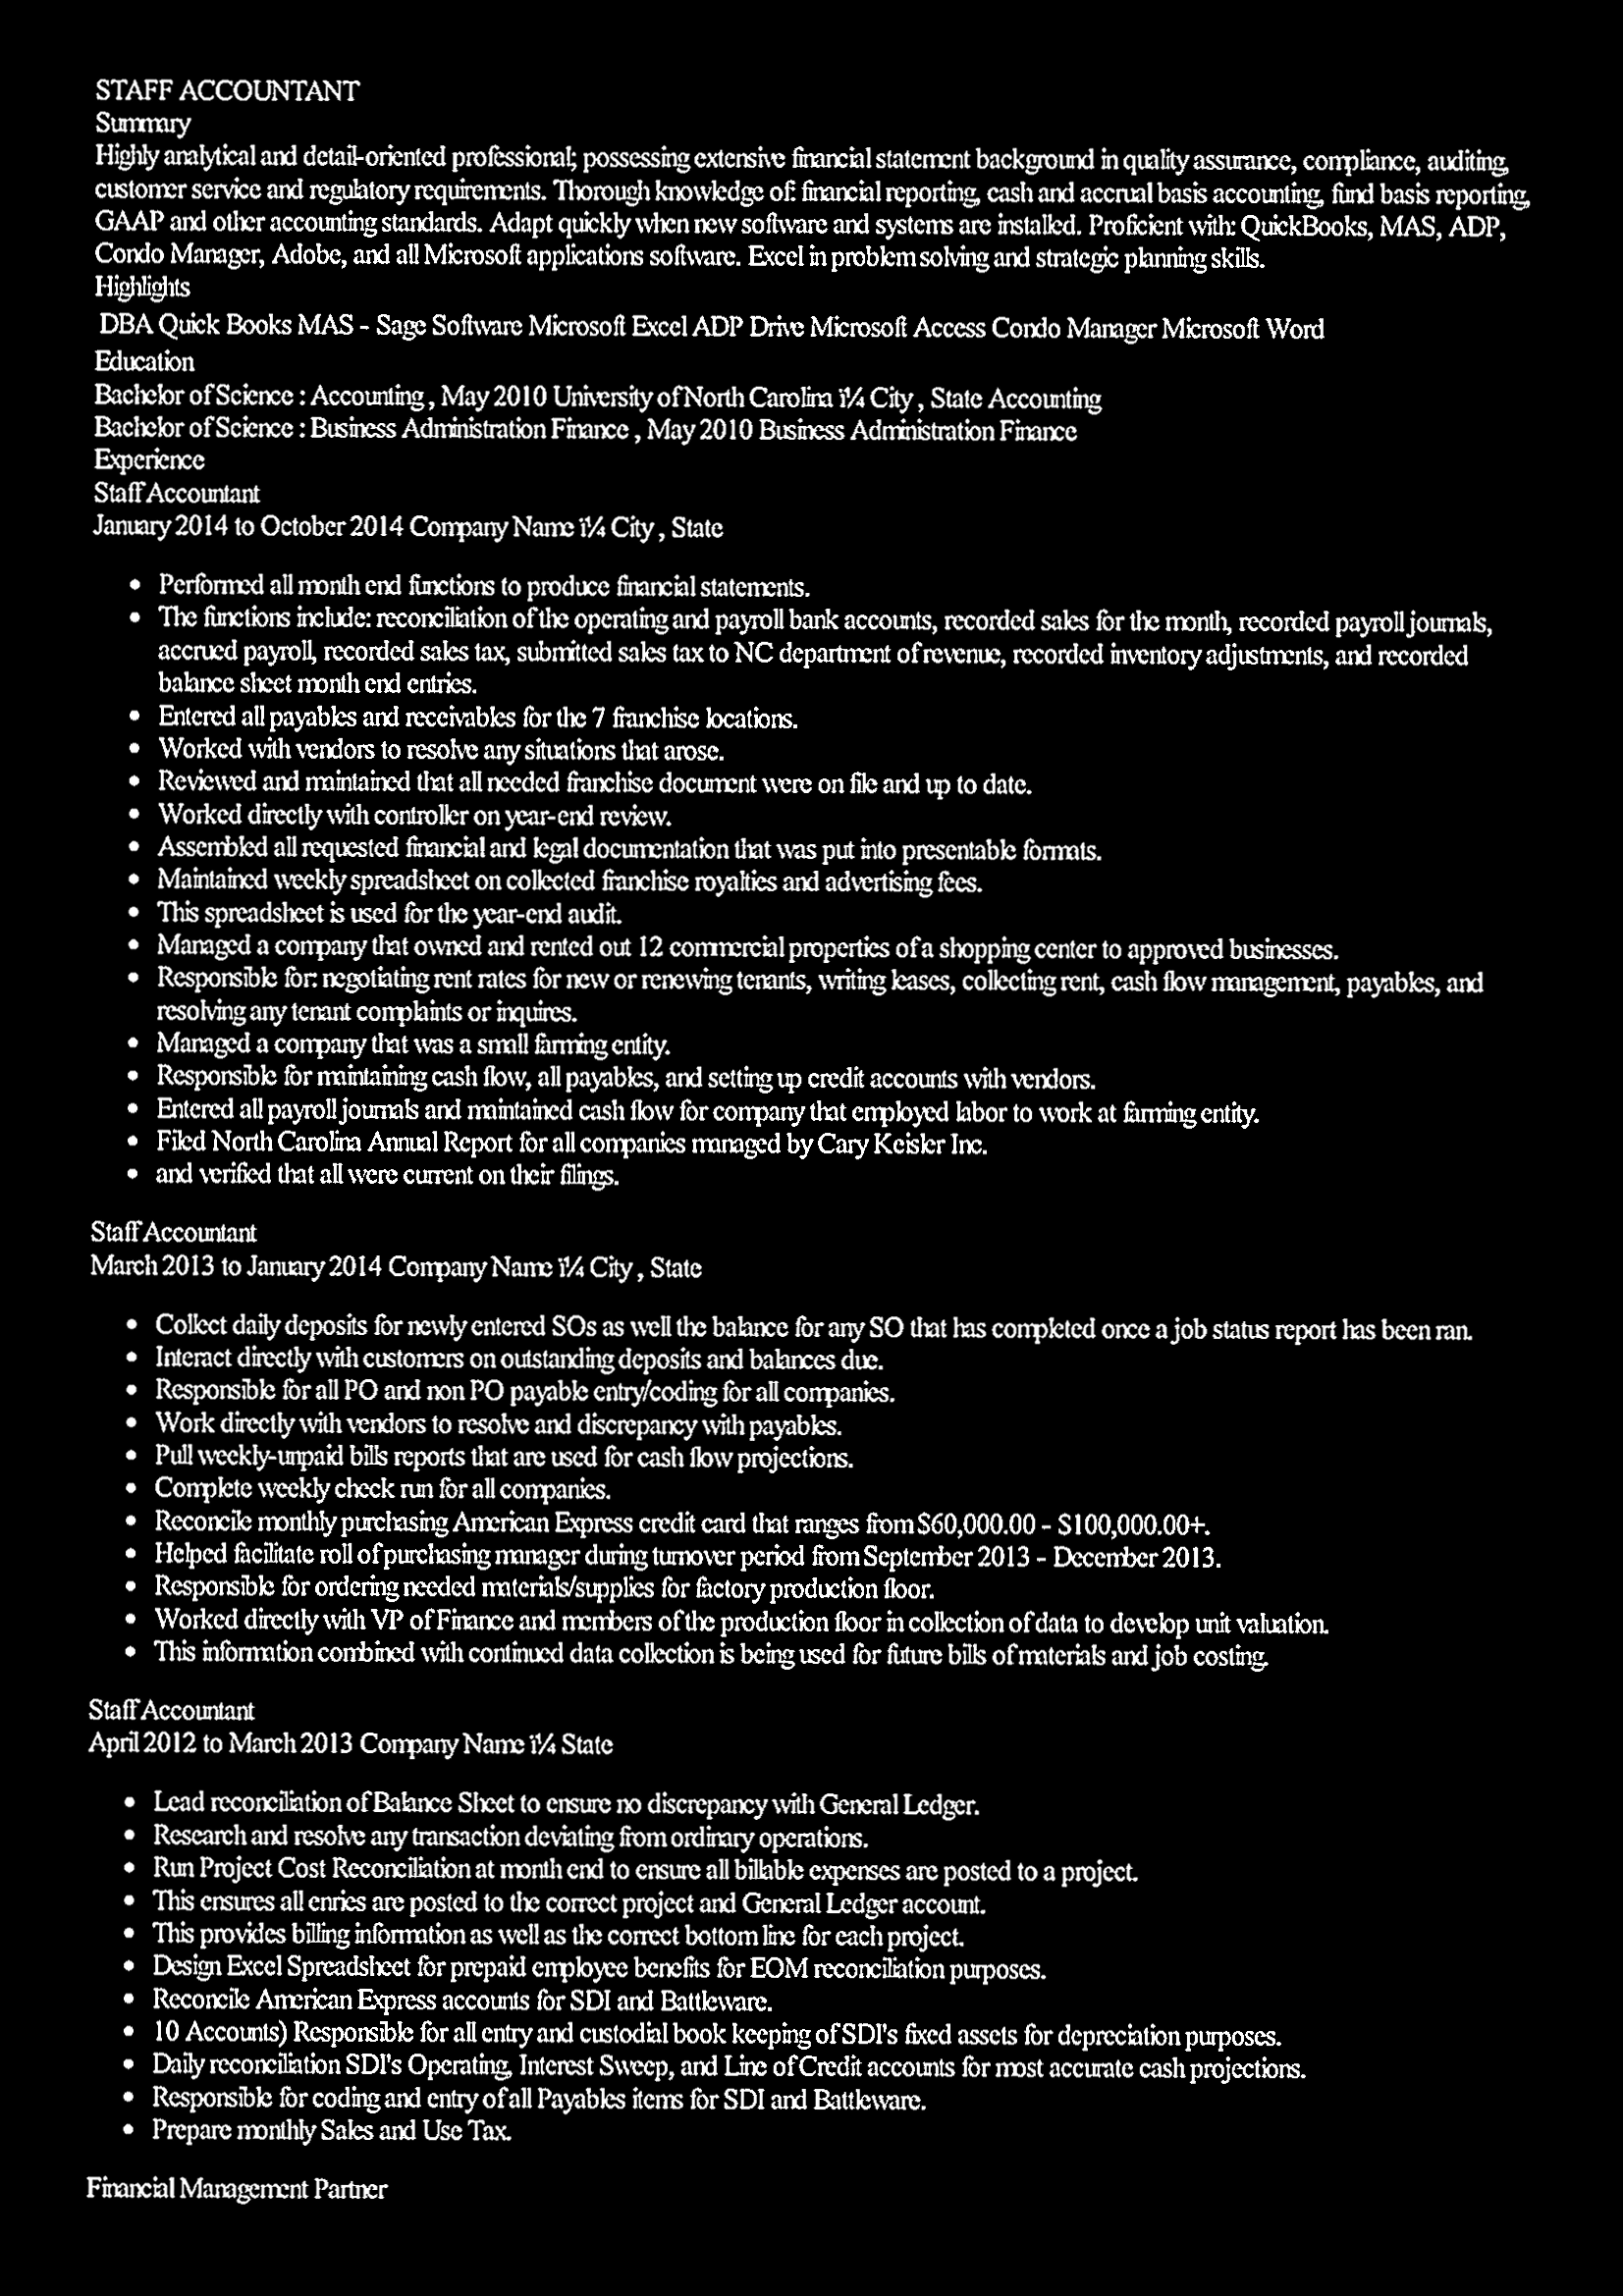 STAFF ACCOUNTANT
Summary
Highly analytical and detail-oriented professional; possessing extensive financial statement background in quality assurance, compliance, auditing,
customer service and regulatory requirements. Thorough knowledge of: financial reporting, cash and accrual basis accounting, fund basis reporting,
GAAP and other accounting standards. Adapt quickly when new software and systems are installed. Proficient with: QuickBooks, MAS, ADP,
Condo Manager, Adobe, and all Microsoft applications software. Excel in problem solving and strategic planning skills.
Highlights
DBA Quick Books MAS - Sage Software Microsoft Excel ADP Drive Microsoft Access Condo Manager Microsoft Word
Education
Bachelor of Science : Accounting , May 2010 University of North Carolina ï¼ City , State Accounting
Bachelor of Science : Business Administration Finance , May 2010 Business Administration Finance
Experience
Staff Accountant
January 2014 to October 2014 Company Name ï¼ City , State
• Performed all month end functions to produce financial statements.
• The functions include: reconciliation of the operating and payroll bank accounts, recorded sales for the month, recorded payroll journals,
accrued payroll, recorded sales tax, submitted sales tax to NC department of revenue, recorded inventory adjustments, and recorded
balance sheet month end entries.
• Entered all payables and receivables for the 7 franchise locations.
• Worked with vendors to resolve any situations that arose.
• Reviewed and maintained that all needed franchise document were on file and up to date.
• Worked directly with controller on year-end review.
• Assembled all requested financial and legal documentation that was put into presentable formats.
• Maintained weekly spreadsheet on collected franchise royalties and advertising fees.
• This spreadsheet is used for the year-end audit.
• Managed a company that owned and rented out 12 commercial properties of a shopping center to approved businesses.
• Responsible for: negotiating rent rates for new or renewing tenants, writing leases, collecting rent, cash flow management, payables, and
resolving any tenant complaints or inquires.
• Managed a company that was a small farming entity.
• Responsible for maintaining cash flow, all payables, and setting up credit accounts with vendors.
• Entered all payroll journals and maintained cash flow for company that employed labor to work at farming entity.
• Filed North Carolina Annual Report for all companies managed by Cary Keisler Inc.
• and verified that all were current on their filings.
Staff Accountant
March 2013 to January 2014 Company Name ï¼ City , State
• Collect daily deposits for newly entered SOs as well the balance for any SO that has completed once a job status report has been ran.
• Interact directly with customers on outstanding deposits and balances due.
• Responsible for all PO and non PO payable entry/coding for all companies.
• Work directly with vendors to resolve and discrepancy with payables.
• Pull weekly-unpaid bills reports that are used for cash flow projections.
• Complete weekly check run for all companies.
• Reconcile monthly purchasing American Express credit card that ranges from $60,000.00 - $100,000.00+.
• Helped facilitate roll of purchasing manager during turnover period from September 2013 - December 2013.
• Responsible for ordering needed materials/supplies for factory production floor.
• Worked directly with VP of Finance and members of the production floor in collection of data to develop unit valuation.
• This information combined with continued data collection is being used for future bills of materials and job costing.
Staff Accountant
April 2012 to March 2013 Company Name ï¼ State
• Lead reconciliation of Balance Sheet to ensure no discrepancy with General Ledger.
• Research and resolve any transaction deviating from ordinary operations.
• Run Project Cost Reconciliation at month end to ensure all billable expenses are posted to a project.
• This ensures all enries are posted to the correct project and General Ledger account.
• This provides billing information as well as the correct bottom line for each project.
• Design Excel Spreadsheet for prepaid employee benefits for EOM reconciliation purposes.
• Reconcile American Express accounts for SDI and Battleware.
• 10 Accounts) Responsible for all entry and custodial book keeping of SDI's fixed assets for depreciation purposes.
• Daily reconciliation SDI's Operating, Interest Sweep, and Line of Credit accounts for most accurate cash projections.
• Responsible for coding and entry of all Payables items for SDI and Battleware.
• Prepare monthly Sales and Use Tax.
Financial Management Partner